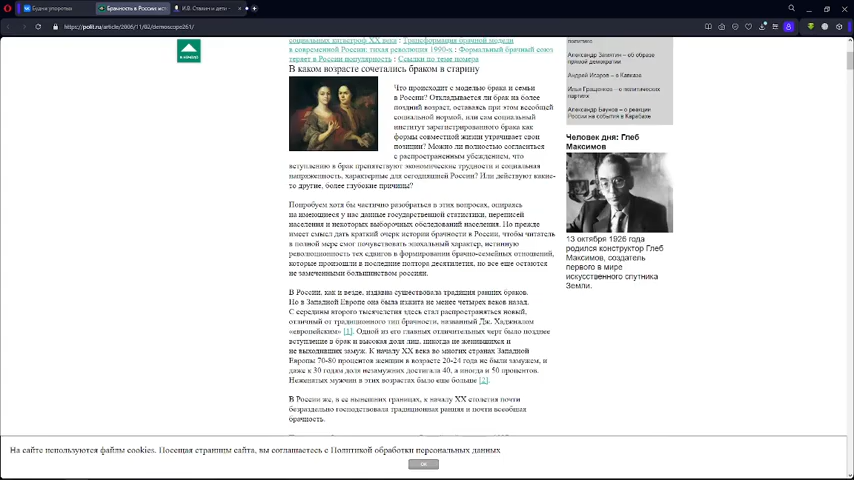 Будни упоротки
Брачность в России: ист
И.В. Сталин и дети -
https://polit.ru/article/2006/11/02/demoscope261/
в начало
социальных катастроф XX века : Трансформация брачной модели
в современной России: тихая революция 1990-х : Формальный брачный союз
теряет в России популярность : Ссылки по теме номера
В каком возрасте сочетались браком в старину
Что происходит с моделью брака и семьи
в России? Откладывается ли брак на более
поздний возраст, оставаясь при этом всеобщей
социальной нормой, или сам социальный
институт зарегистрированного брака как
формы совместной жизни утрачивает свои
позиции? Можно ли полностью согласиться
с распространенным убеждением, что
вступлению в брак препятствуют экономические трудности и социальная
напряженность, характерные для сегодняшней России? Или действуют какие-
то другие, более глубокие причины?
Попробуем хотя бы частично разобраться в этих вопросах, опираясь
на имеющиеся у нас данные государственной статистики, переписей
населения и некоторых выборочных обследований населения. Но прежде
имеет смысл дать краткий очерк истории брачности в России, чтобы читатель
в полной мере смог почувствовать эпохальный характер, истинную
революционность тех сдвигов в формировании брачно-семейных отношений,
которые произошли в последние полтора десятилетия, но все еще остаются
не замеченными большинством россиян.
В России, как и везде, издавна существовала традиция ранних браков.
Но в Западной Европе она была изжита не менее четырех веков назад.
С середины второго тысячелетия здесь стал распространяться новый,
отличный от традиционного тип брачности, названный Дж. Хаджналом
«европейским» [1]. Одной из его главных отличительных черт было позднее
вступление в брак и высокая доля лиц, никогда не женившихся и
не выходивших замуж. К началу XX века во многих странах Западной
Европы 70-80 процентов женщин в возрасте 20-24 года не были замужем, и
даже к 30 годам доля незамужних достигала 40, а иногда и 50 процентов.
Неженатых мужчин в этих возрастах было еще больше [2].
В России же, в ее нынешних границах, к началу XX столетия почти
безраздельно господствовала традиционная ранняя и почти всеобщая
брачность.
политике
Александр Запятин – об образе
прямой демократии
Андрей Исэров – о Кавказе
Илья Гращенков – о политических
партиях
Александр Баунов – о реакции
России на события в Карабахе
Человек дня: Глеб
Максимов
13 октября 1926 года
родился конструктор Глеб
Максимов, создатель
первого в мире
искусственного спутника
Земли.
На сайте используются файлы cookies. Посещая страницы сайта, вы соглашаетесь с Политикой обработки персональных данных
ОК